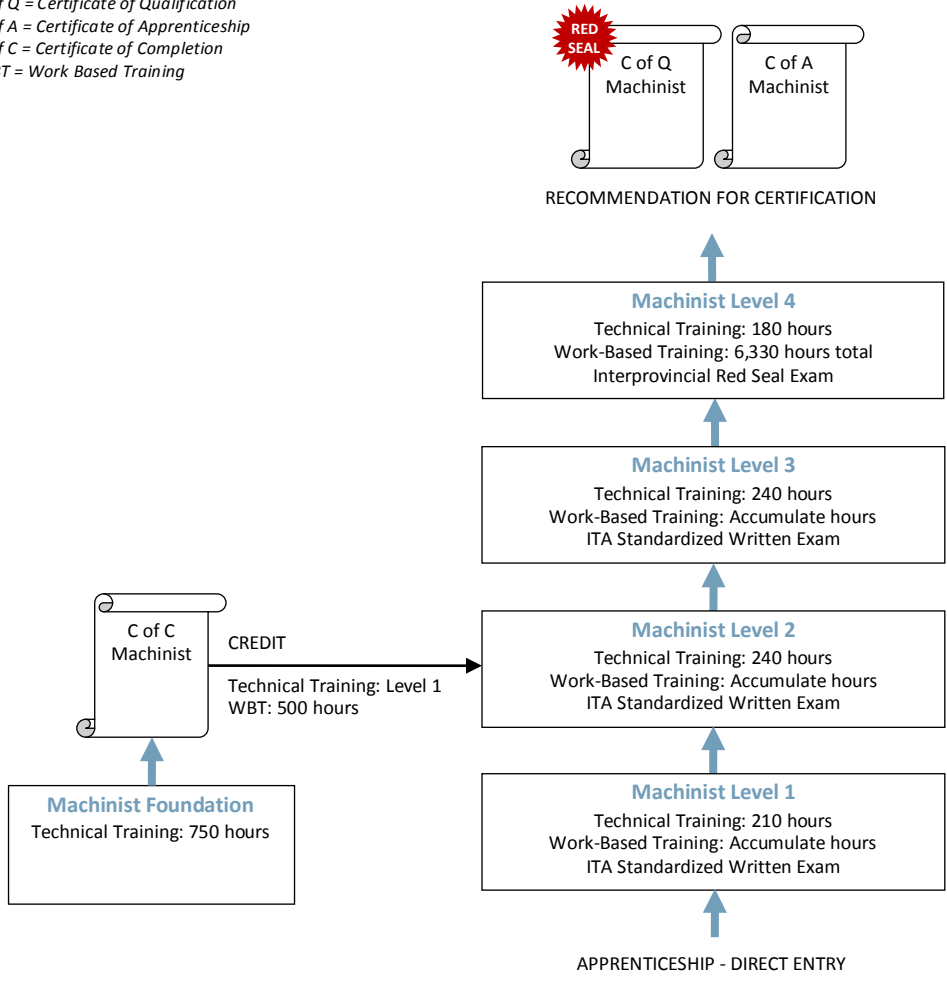 of Q = Certificate of Qualification
of A = Certificate of Apprenticeship
of C = Certificate of Completion
BT = Work Based Training
RED
SEAL
C of Q
Machinist
C of A
Machinist
RECOMMENDATION FOR CERTIFICATION
Machinist Level 4
Technical Training: 180 hours
Work-Based Training: 6,330 hours total
Interprovincial Red Seal Exam
Machinist Level 3
Technical Training: 240 hours
Work-Based Training: Accumulate hours
ITA Standardized Written Exam
C of C
Machinist
CREDIT
Technical Training: Level 1
WBT: 500 hours
Machinist Level 2
Technical Training: 240 hours
Work-Based Training: Accumulate hours
ITA Standardized Written Exam
Machinist Foundation
Technical Training: 750 hours
Machinist Level 1
Technical Training: 210 hours
Work-Based Training: Accumulate hours
ITA Standardized Written Exam
APPRENTICESHIP - DIRECT ENTRY